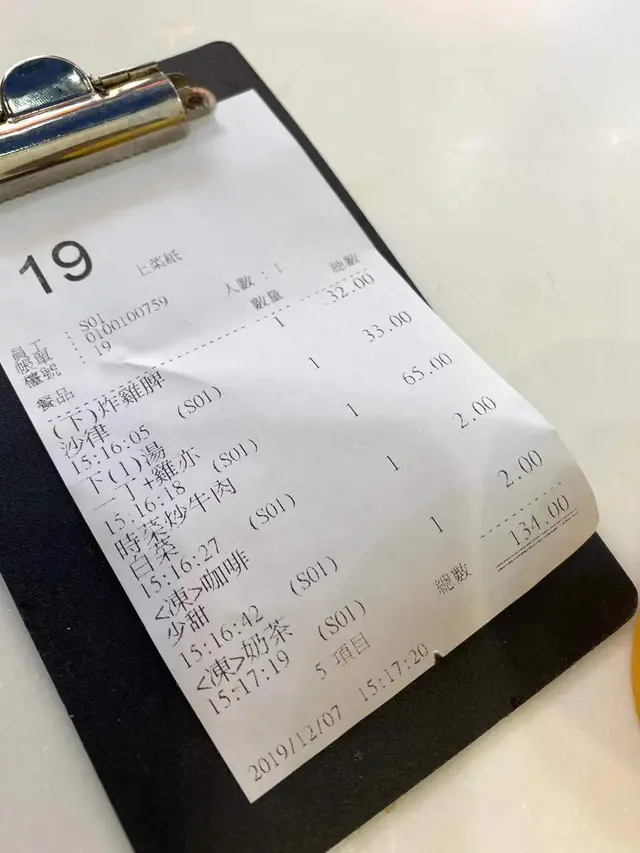 19
上菜紙
員工 : S01
帳單 : 0100100759
檯號 : 19 人數 : 1
餐品 數量 總數
(下)炸雞脾 1 32.00
沙律
15:16:05 (S01)
下(1)湯 1 33.00
一丁+雞亦
15:16:18 (S01)
時菜炒牛肉 1 65.00
白菜
15:16:27 (S01)
<凍>咖啡 1 2.00
少甜
15:16:42 (S01)
<凍>奶茶 1 2.00
15:17:19 (S01)
5 項目 總數 134.00
2019/12/07 15:17:20